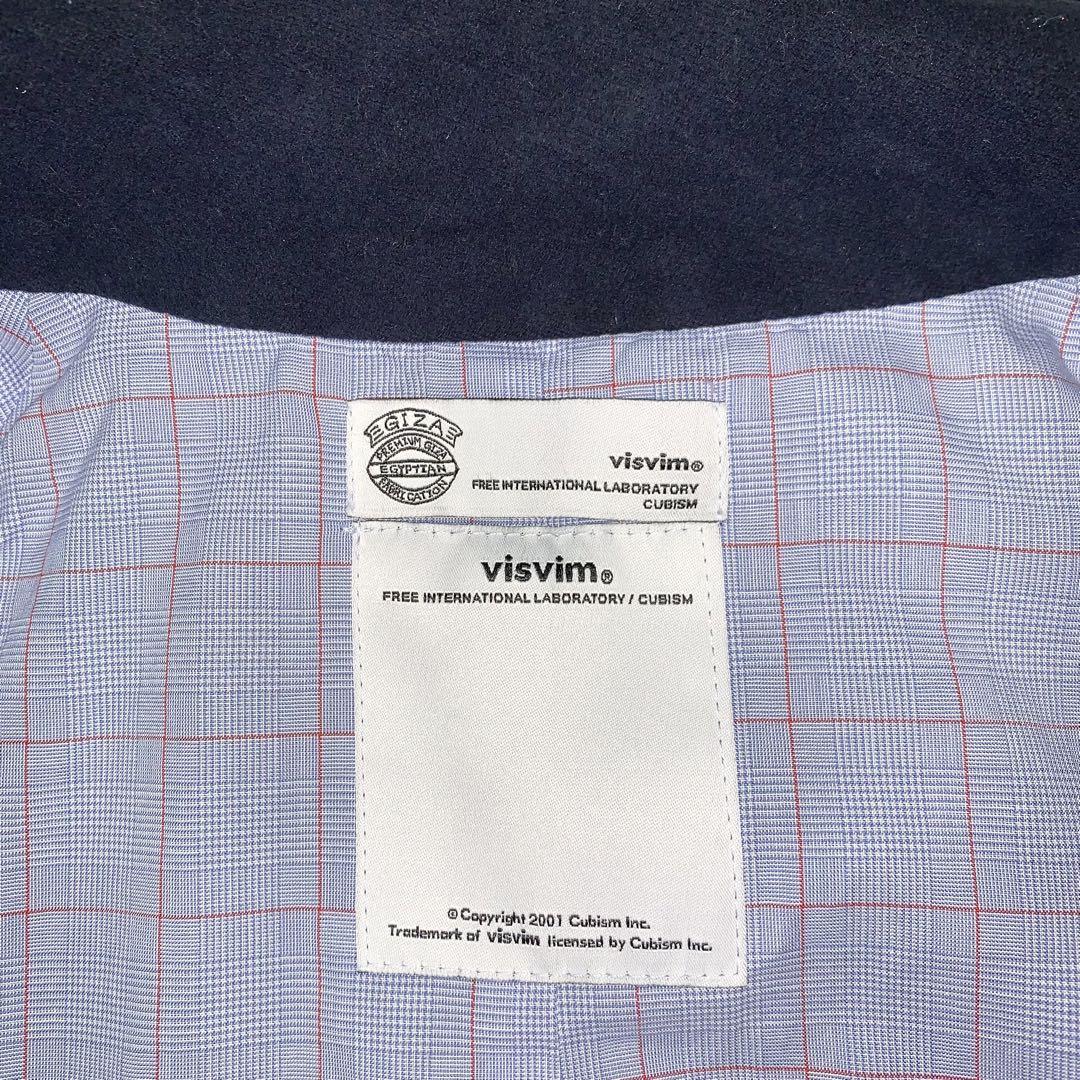 GIZA
PREMIUM GIZA
EGYPTIAN
FABRICATION
visvim®
FREE INTERNATIONAL LABORATORY
CUBISM
visvim®
FREE INTERNATIONAL LABORATORY / CUBISM
© Copyright 2001 Cubism Inc.
Trademark of visvim licensed by Cubism Inc.